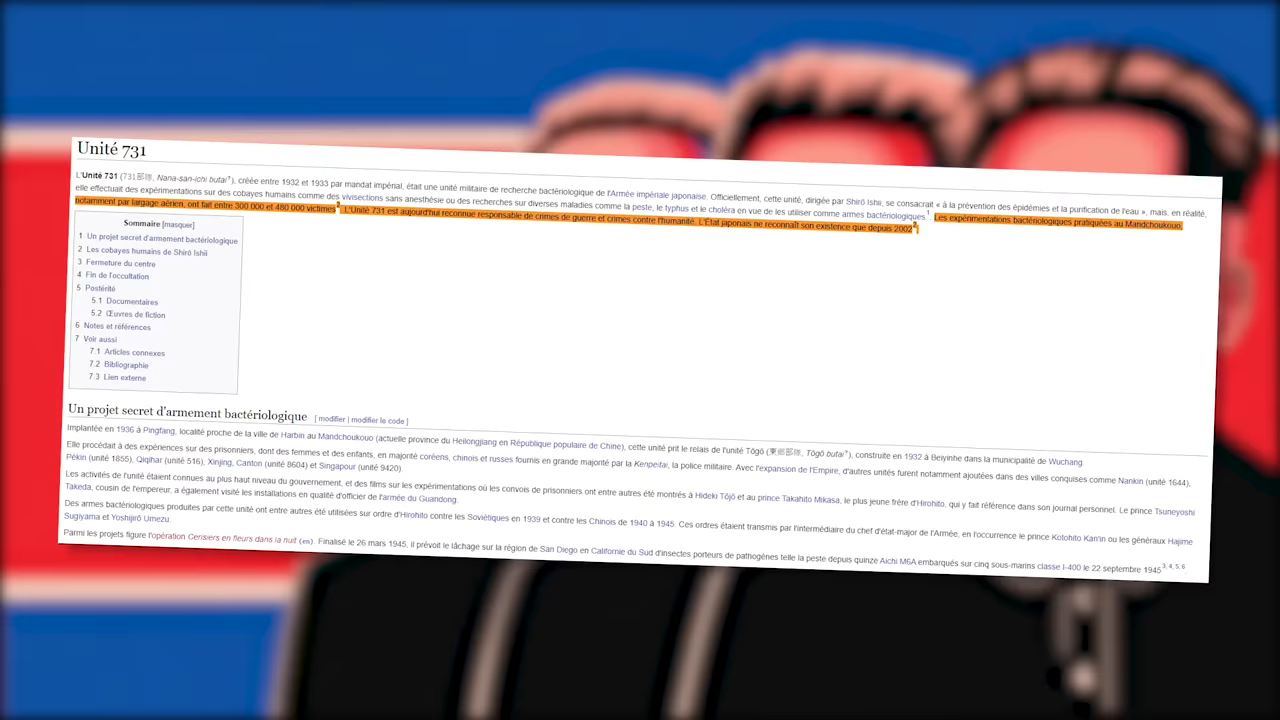 Unité 731
L'Unité 731 (731部隊, Nana-san-ichi butai?), créée entre 1932 et 1933 par mandat impérial, était une unité militaire de recherche bactériologique de l'Armée impériale japonaise. Officiellement, cette unité, dirigée par Shirō Ishii, se consacrait « à la prévention des épidémies et la purification de l'eau », mais, en réalité,
elle effectuait des expérimentations sur des cobayes humains comme des vivisections sans anesthésie ou des recherches sur diverses maladies comme la peste, le typhus et le choléra en vue de les utiliser comme armes bactériologiques1. Les expérimentations bactériologiques pratiquées au Mandchoukouo,
notamment par largage aérien, ont fait entre 300 000 et 480 000 victimes2. L'Unité 731 est aujourd'hui reconnue responsable de crimes de guerre et crimes contre l'humanité. L'État japonais ne reconnaît son existence que depuis 20022.
Sommaire [masquer]
1 Un projet secret d'armement bactériologique
2 Les cobayes humains de Shirō Ishii
3 Fermeture du centre
4 Fin de l'occultation
5 Postérité
5.1 Documentaires
5.2 Œuvres de fiction
6 Notes et références
7 Voir aussi
7.1 Articles connexes
7.2 Bibliographie
7.3 Lien externe
Un projet secret d'armement bactériologique [ modifier | modifier le code ]
Implantée en 1936 à Pingfang, localité proche de la ville de Harbin au Mandchoukouo (actuelle province du Heilongjiang en République populaire de Chine), cette unité prit le relais de l'unité Tōgō (東郷部隊, Tōgō butai?), construite en 1932 à Beiyinhe dans la municipalité de Wuchang.
Elle procédait à des expériences sur des prisonniers, dont des femmes et des enfants, en majorité coréens, chinois et russes fournis en grande majorité par la Kenpeitai, la police militaire. Avec l'expansion de l'Empire, d'autres unités furent notamment ajoutées dans des villes conquises comme Nankin (unité 1644),
Pékin (unité 1855), Qiqihar (unité 516), Xinjing, Canton (unité 8604) et Singapour (unité 9420).
Les activités de l'unité étaient connues au plus haut niveau du gouvernement, et des films sur les expérimentations où les convois de prisonniers ont entre autres été montrés à Hideki Tōjō et au prince Takahito Mikasa, le plus jeune frère d'Hirohito, qui y fait référence dans son journal personnel. Le prince Tsuneyoshi
Takeda, cousin de l'empereur, a également visité les installations en qualité d'officier de l'armée du Guandong.
Des armes bactériologiques produites par cette unité ont entre autres été utilisées sur ordre d'Hirohito contre les Soviétiques en 1939 et contre les Chinois de 1940 à 1945. Ces ordres étaient transmis par l'intermédiaire du chef d'état-major de l'Armée, en l'occurrence le prince Kotohito Kan'in ou les généraux Hajime
Sugiyama et Yoshijirō Umezu.
Parmi les projets figure l'opération Cerisiers en fleurs dans la nuit (en). Finalisé le 26 mars 1945, il prévoit le lâchage sur la région de San Diego en Californie du Sud d'insectes porteurs de pathogènes telle la peste depuis quinze Aichi M6A embarqués sur cinq sous-marins classe I-400 le 22 septembre 19453, 4, 5, 6